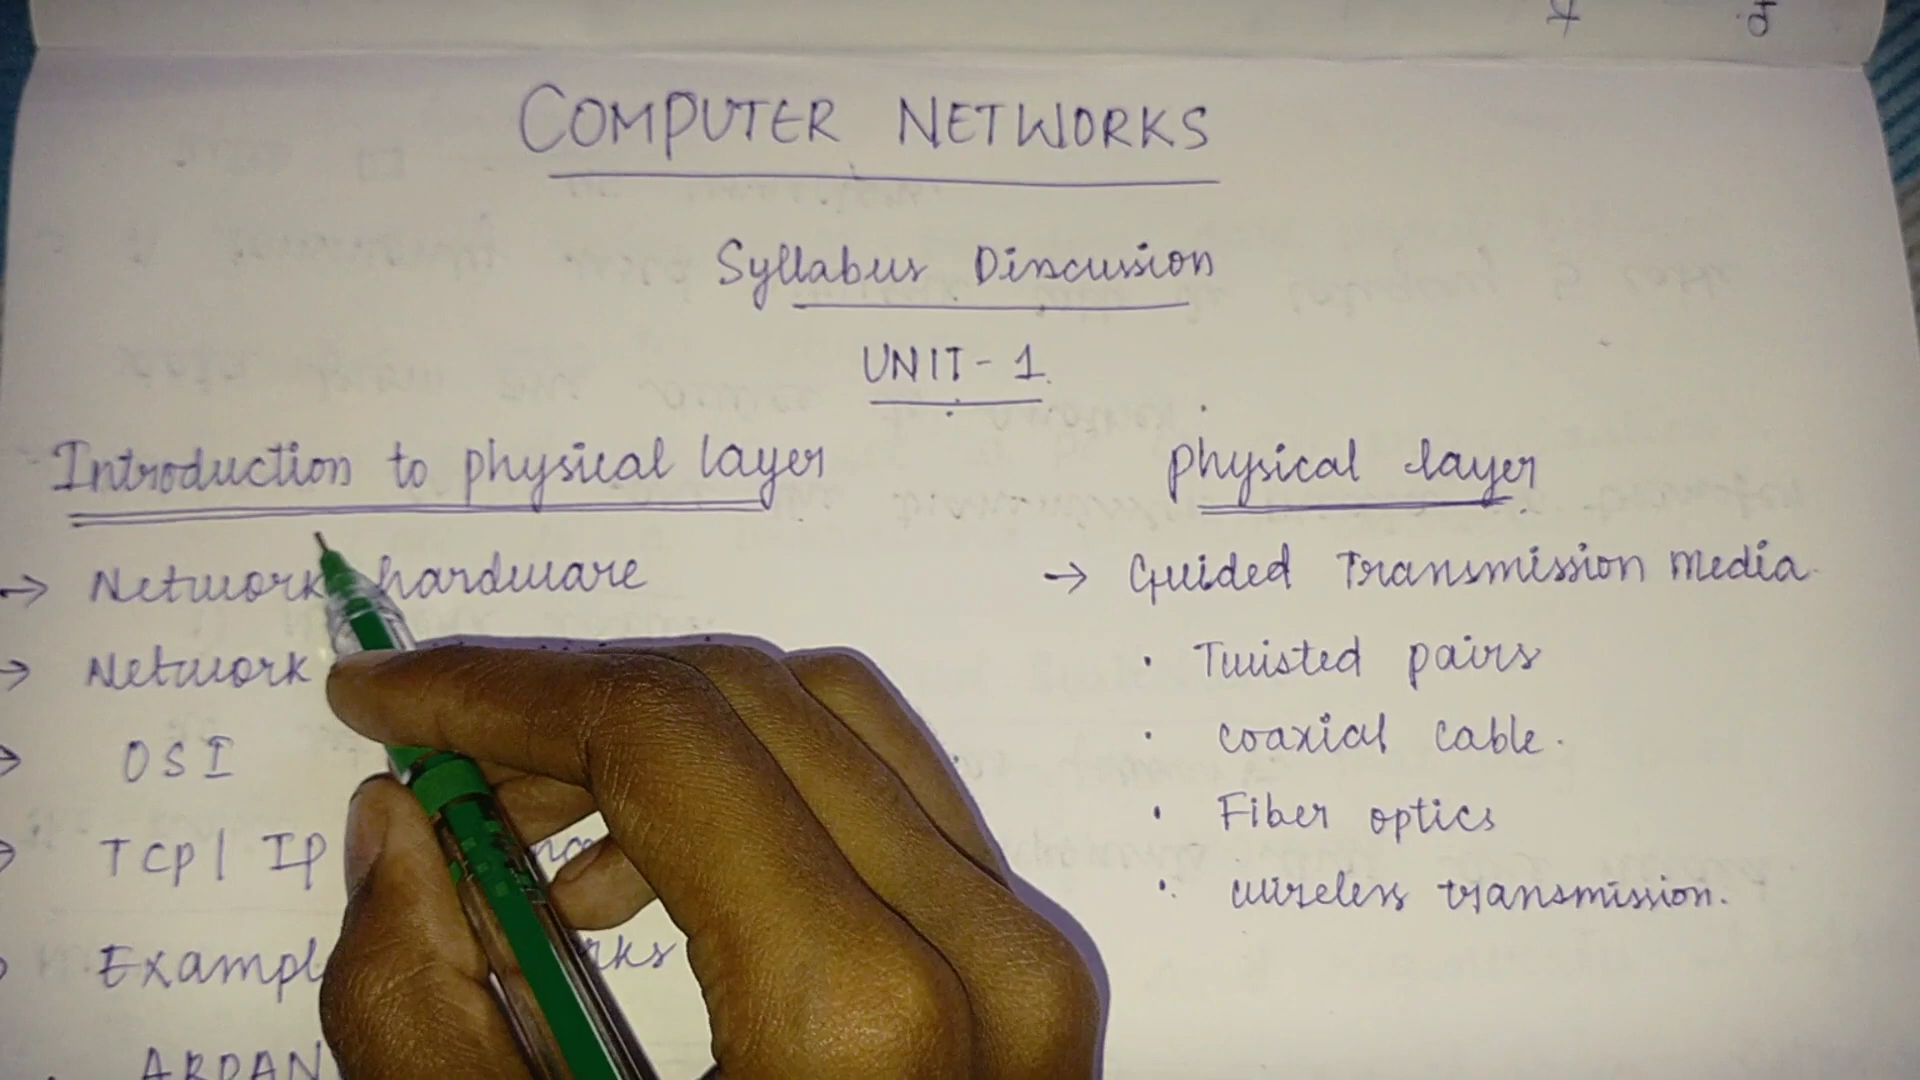 COMPUTER NETWORKS
Syllabus Discussion
UNIT-1
Introduction to physical layer
→ Network hardware
→ Network
→ OSI
→ TCP/IP
Exampl
ARPAN
physical layer
→ Guided Transmission Media.
• Twisted pairs
• coaxial cable.
• Fiber optics
• wireless transmission.